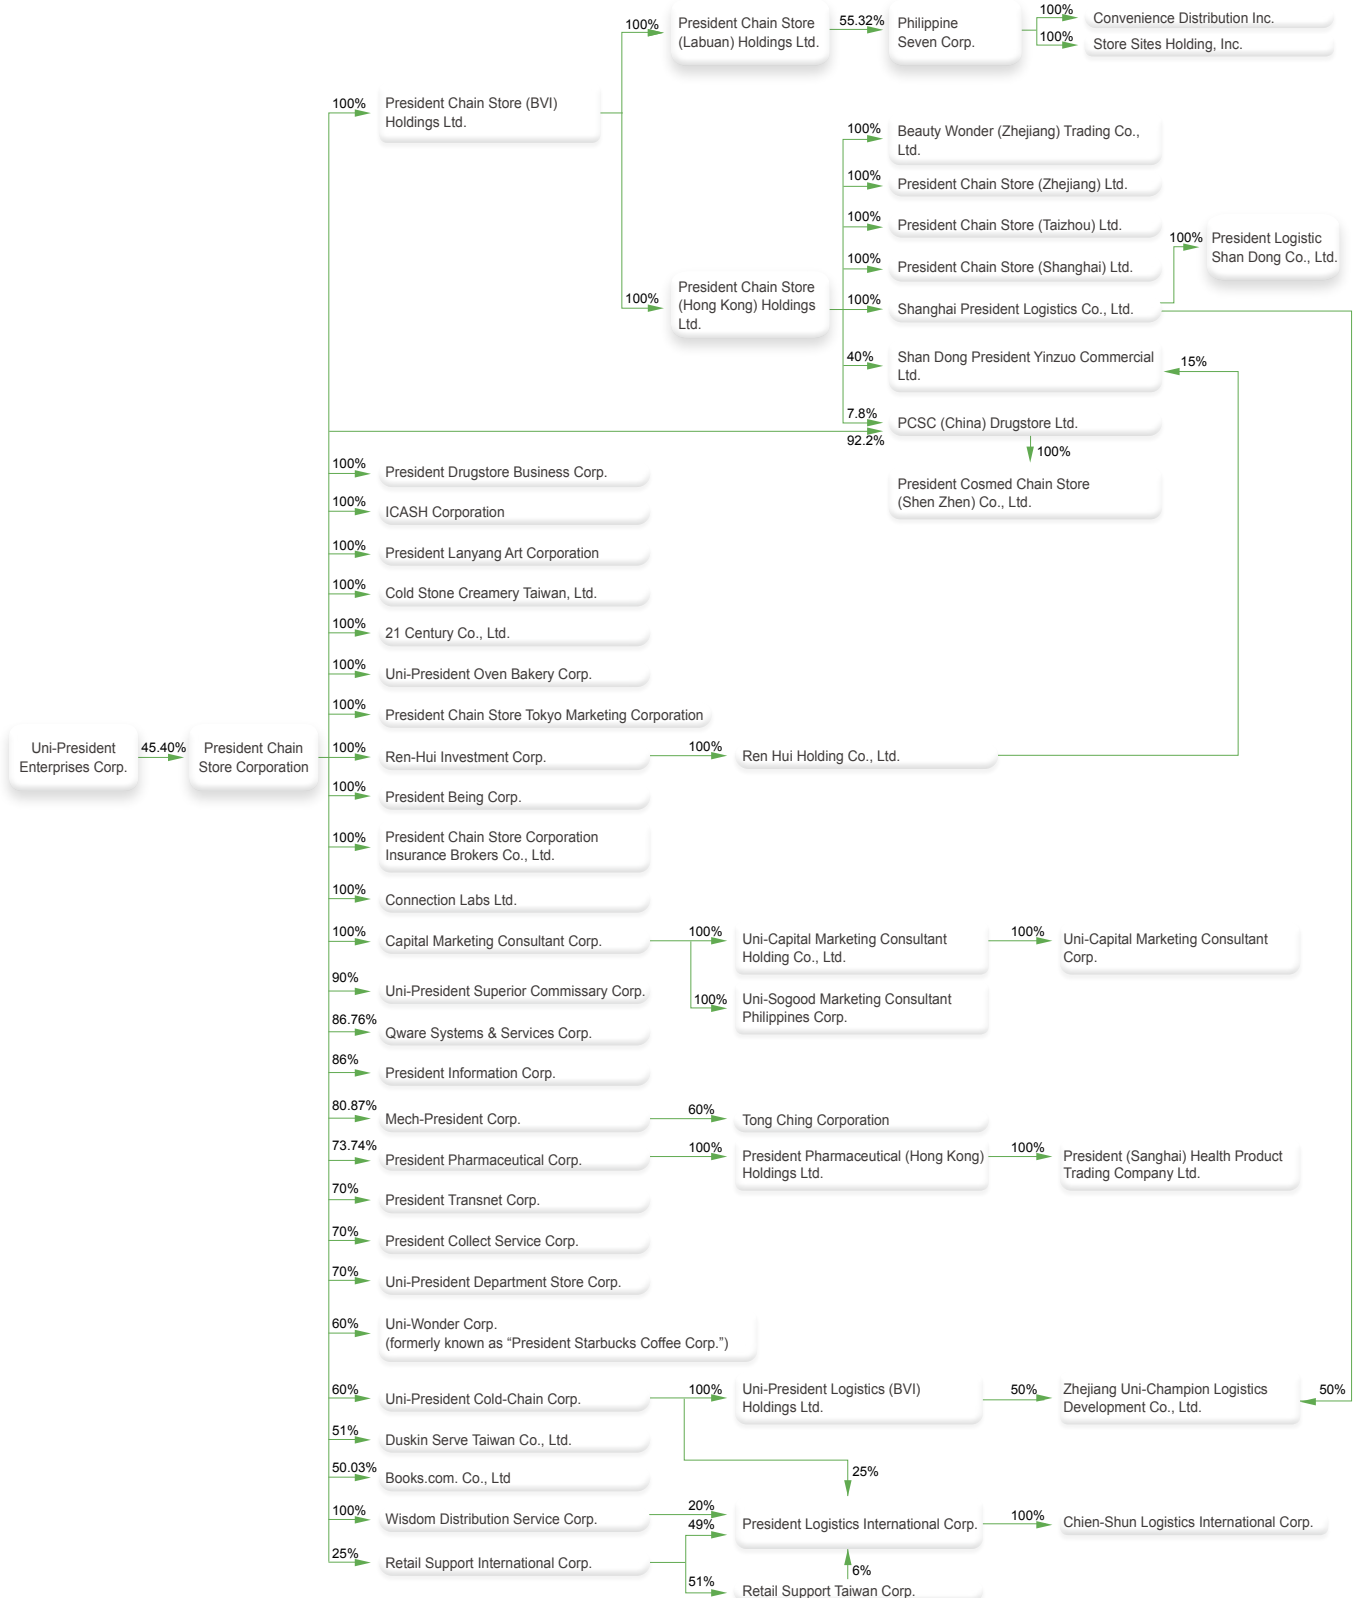 100%
President Chain Store
(Labuan) Holdings Ltd.
55.32%
Philippine
Seven Corp.
100%
Convenience Distribution Inc.
100%
Store Sites Holding, Inc.
100%
President Chain Store (BVI)
Holdings Ltd.
100%
Beauty Wonder (Zhejiang) Trading Co.,
Ltd.
100%
President Chain Store (Zhejiang) Ltd.
100%
President Chain Store (Taizhou) Ltd.
100%
President Logistic
Shan Dong Co., Ltd.
100%
President Chain Store (Shanghai) Ltd.
100%
President Chain Store
(Hong Kong) Holdings
Ltd.
100%
Shanghai President Logistics Co., Ltd.
40%
Shan Dong President Yinzuo Commercial
Ltd.
15%
7.8%
92.2%
PCSC (China) Drugstore Ltd.
100%
President Cosmed Chain Store
(Shen Zhen) Co., Ltd.
100%
President Drugstore Business Corp.
100%
ICASH Corporation
100%
President Lanyang Art Corporation
100%
Cold Stone Creamery Taiwan, Ltd.
100%
21 Century Co., Ltd.
100%
Uni-President Oven Bakery Corp.
100%
President Chain Store Tokyo Marketing Corporation
Uni-President
Enterprises Corp.
45.40%
President Chain
Store Corporation
100%
Ren-Hui Investment Corp.
100%
Ren Hui Holding Co., Ltd.
100%
President Being Corp.
100%
President Chain Store Corporation
Insurance Brokers Co., Ltd.
100%
Connection Labs Ltd.
100%
Capital Marketing Consultant Corp.
100%
Uni-Capital Marketing Consultant
Holding Co., Ltd.
100%
Uni-Capital Marketing Consultant
Corp.
90%
Uni-President Superior Commissary Corp.
100%
Uni-Sogood Marketing Consultant
Philippines Corp.
86.76%
Qware Systems & Services Corp.
86%
President Information Corp.
80.87%
Mech-President Corp.
60%
Tong Ching Corporation
73.74%
President Pharmaceutical Corp.
100%
President Pharmaceutical (Hong Kong)
Holdings Ltd.
100%
President (Sanghai) Health Product
Trading Company Ltd.
70%
President Transnet Corp.
70%
President Collect Service Corp.
70%
Uni-President Department Store Corp.
60%
Uni-Wonder Corp.
(formerly known as “President Starbucks Coffee Corp.”)
60%
Uni-President Cold-Chain Corp.
100%
Uni-President Logistics (BVI)
Holdings Ltd.
50%
Zhejiang Uni-Champion Logistics
Development Co., Ltd.
50%
51%
Duskin Serve Taiwan Co., Ltd.
50.03%
Books.com. Co., Ltd
25%
100%
Wisdom Distribution Service Corp.
20%
49%
President Logistics International Corp.
100%
Chien-Shun Logistics International Corp.
25%
Retail Support International Corp.
6%
51%
Retail Support Taiwan Corp.